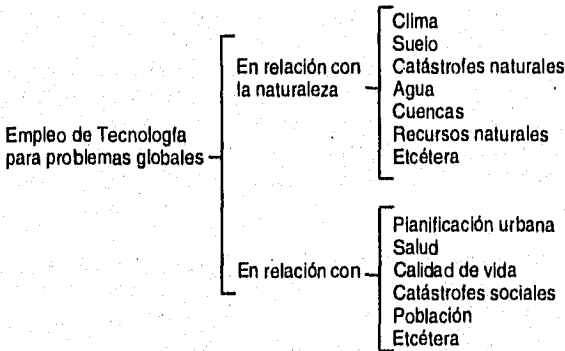 Empleo de Tecnología
para problemas globales
En relación con
la naturaleza
Clima
Suelo
Catástrofes naturales
Agua
Cuencas
Recursos naturales
Etcétera
En relación con
Planificación urbana
Salud
Calidad de vida
Catástrofes sociales
Población
Etcétera